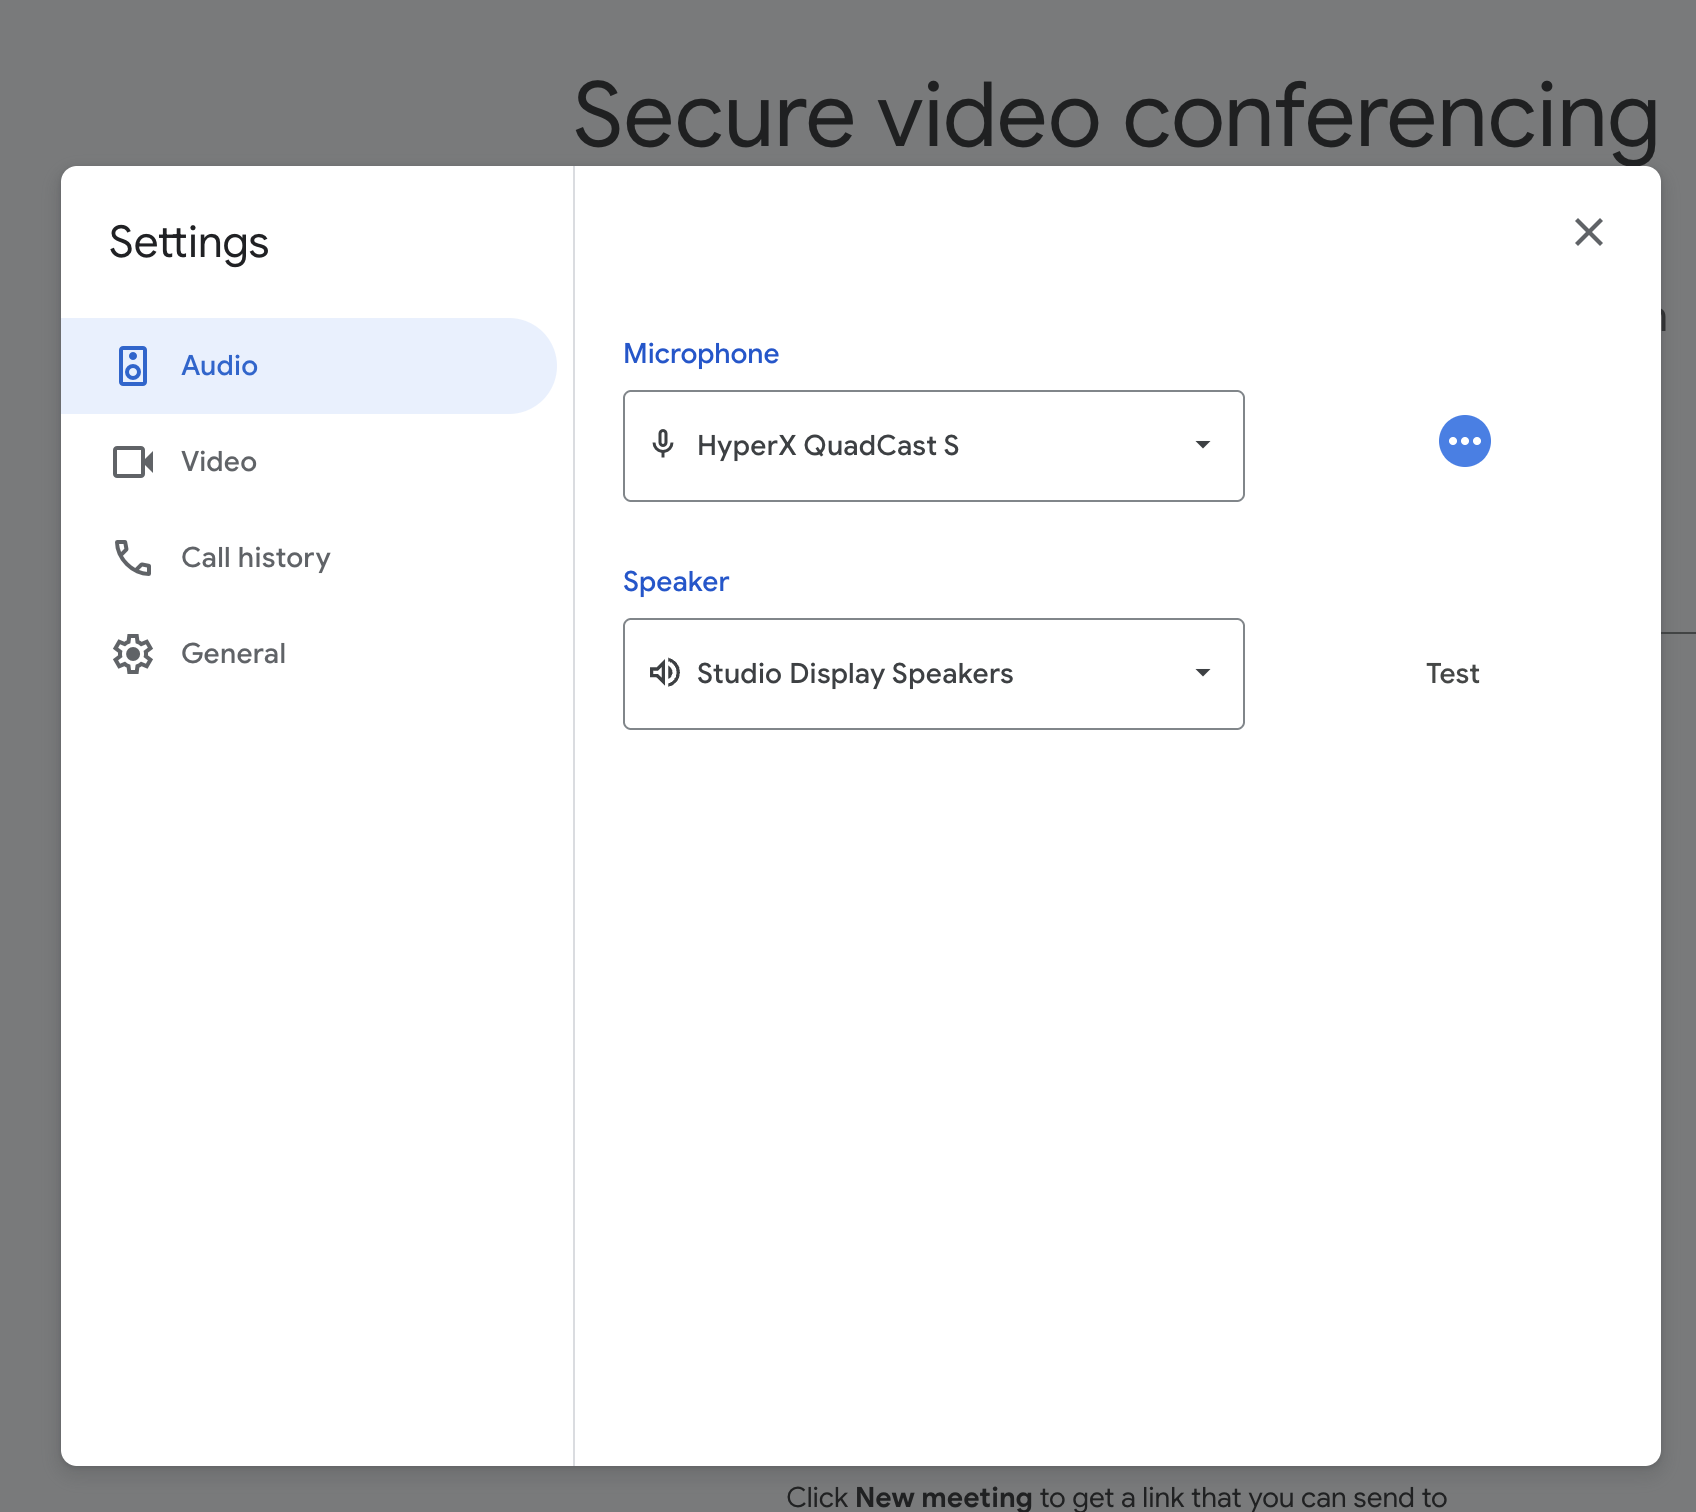 Secure video conferencing
Settings
Audio
Video
Call history
General
Microphone
HyperX QuadCast S
Speaker
Studio Display Speakers
Test
Click New meeting to get a link that you can send to